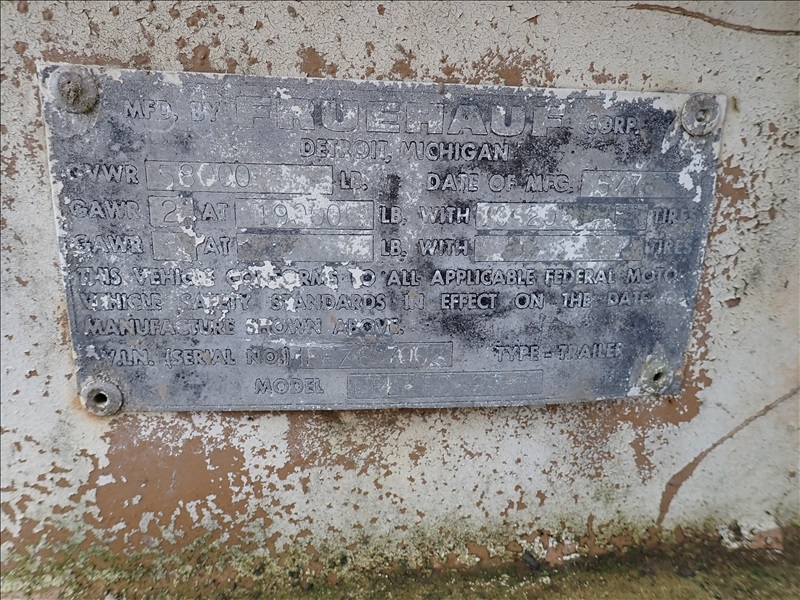 MFD. BY FRUEHAUF CORP.
DETROIT, MICHIGAN
GVWR 58000 LB. DATE OF MFG.
GAWR 2 AT LB. WITH TIRES
GAWR AT LB. WITH TIRES
THIS VEHICLE CONFORMS TO ALL APPLICABLE FEDERAL MOTO
VEHICLE SAFETY STANDARDS IN EFFECT ON THE DATE
MANUFACTURE SHOWN ABOVE.
V.I.N. (SERIAL NO.) TYPE-TRAILER
MODEL